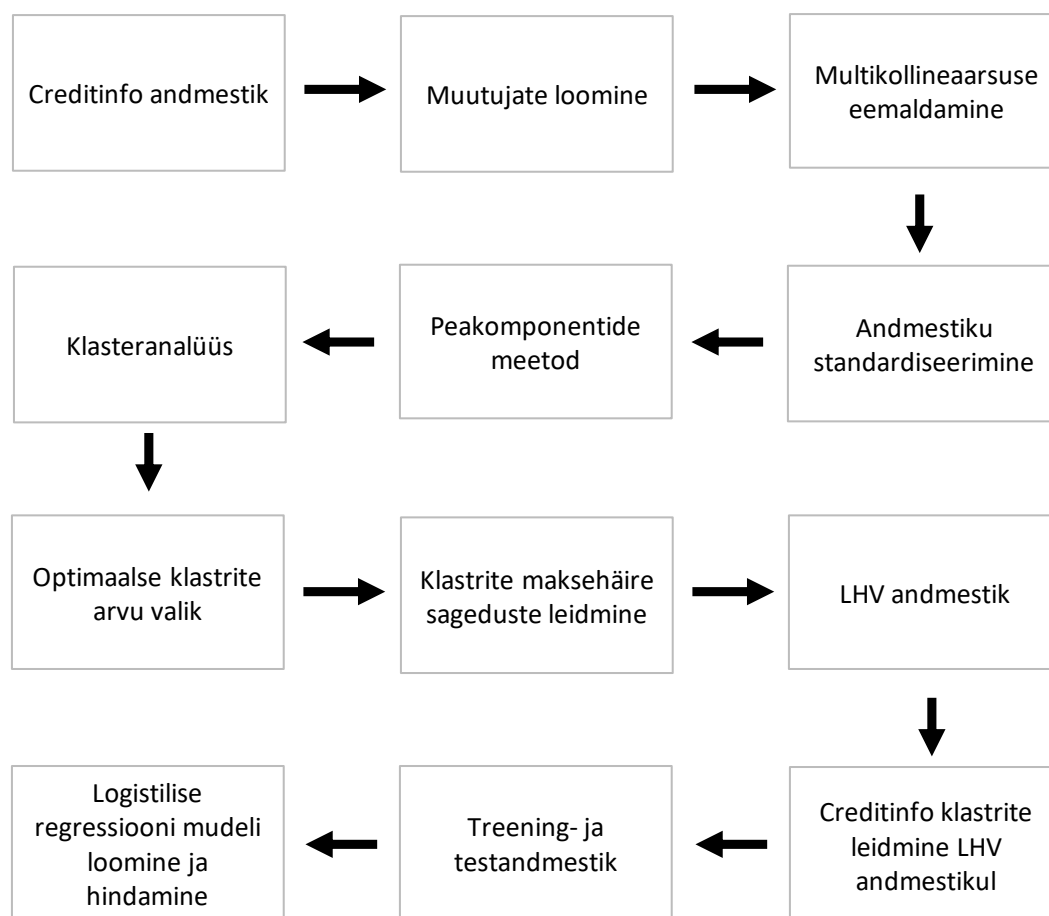 Creditinfo andmestik
Muutujate loomine
Multikollineaarsuse
eemaldamine
Andmestiku
standardiseerimine
Peakomponentide
meetod
Klasteranalüüs
Optimaalse klastrite
arvu valik
Klastrite maksehäire
sageduste leidmine
LHV andmestik
Creditinfo klastrite
leidmine LHV
andmestikul
Treening- ja
testandmestik
Logistilise
regressiooni mudeli
loomine ja
hindamine